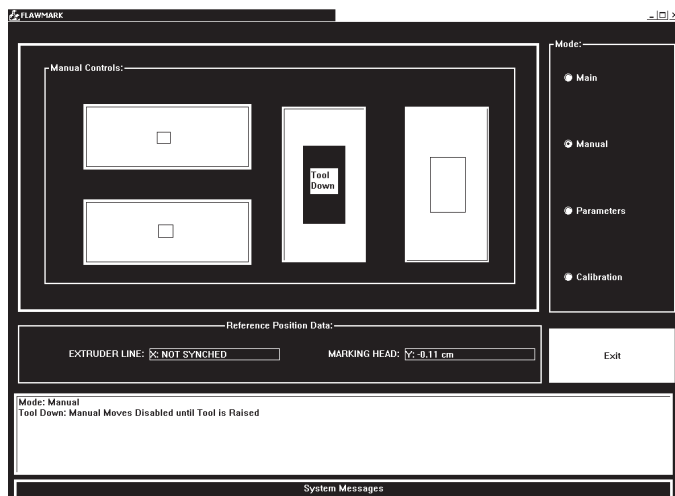 FLAWMARK
Manual Controls:
Tool
Down
Mode:
Main
Manual
Parameters
Calibration
Reference Position Data:
EXTRUDER LINE: X: NOT SYNCHED
MARKING HEAD: Y: -0.11 cm
Exit
Mode: Manual
Tool Down: Manual Moves Disabled until Tool is Raised
System Messages